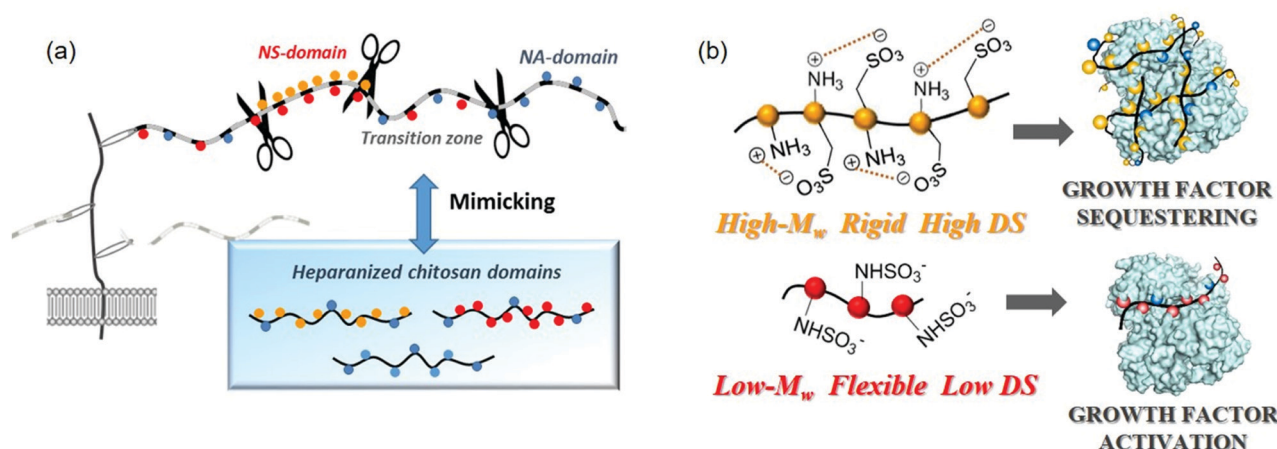 (a)
NS-domain
NA-domain
Transition zone
Mimicking
Heparanized chitosan domains
(b)
SO₃
SO₃
⊕ ⊖
NH₃
⊕ ⊖
NH₃
NH₃
⊕ ⊖
O₃S
NH₃
⊕ ⊖
O₃S
High-Mw Rigid High DS
GROWTH FACTOR
SEQUESTERING
NHSO₃⁻
NHSO₃⁻
NHSO₃⁻
Low-Mw Flexible Low DS
GROWTH FACTOR
ACTIVATION